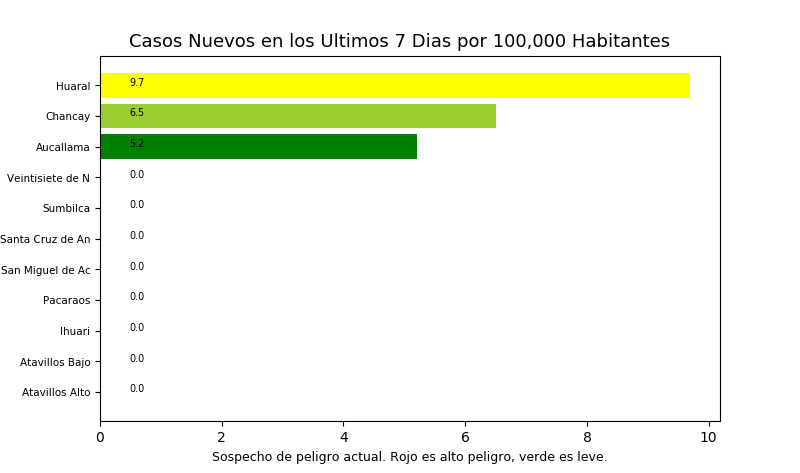 Casos Nuevos en los Ultimos 7 Dias por 100,000 Habitantes
Huaral 9.7
Chancay 6.5
Aucallama 5.2
Veintisiete de N 0.0
Sumbilca 0.0
Santa Cruz de An 0.0
San Miguel de Ac 0.0
Pacaraos 0.0
Ihuari 0.0
Atavillos Bajo 0.0
Atavillos Alto 0.0
0 2 4 6 8 10
Sospecho de peligro actual. Rojo es alto peligro, verde es leve.